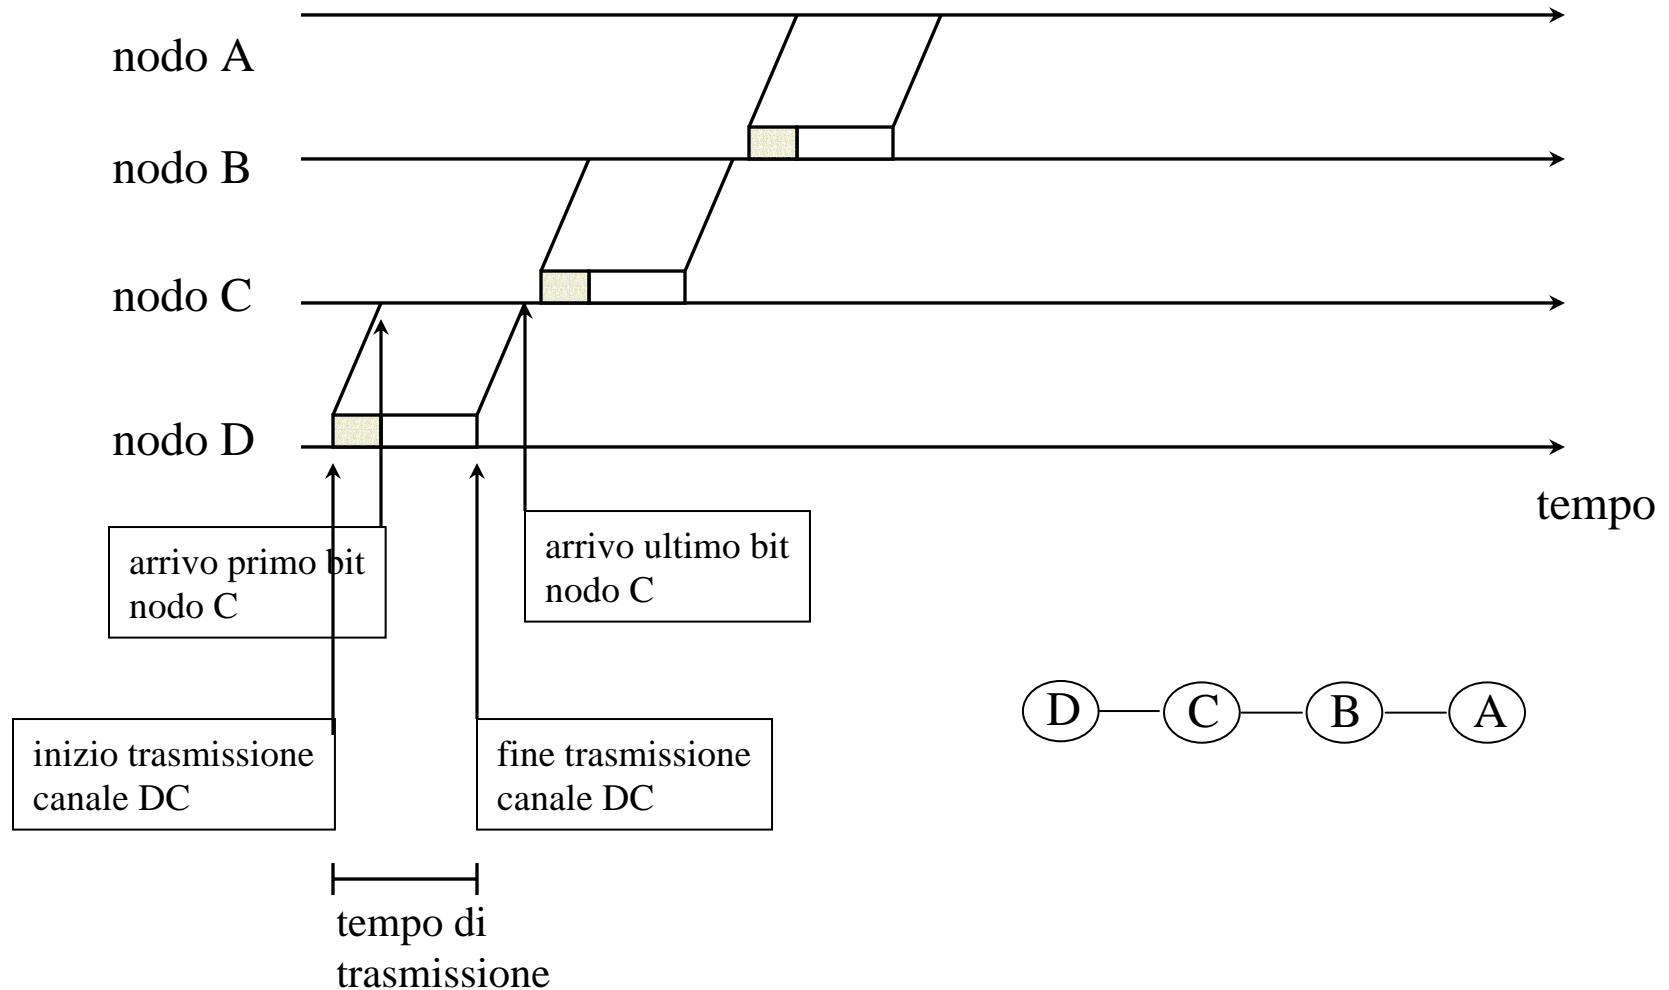 nodo A
nodo B
nodo C
nodo D
tempo
arrivo primo bit
nodo C
arrivo ultimo bit
nodo C
D
C
B
A
inizio trasmissione
canale DC
fine trasmissione
canale DC
tempo di
trasmissione